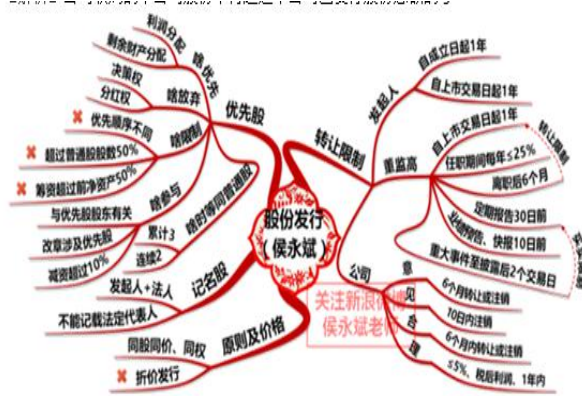 股份发行
（侯永斌）
优先股
啥优先
利润分配
剩余财产分配
啥放弃
决策权
分红权
啥限制
优先顺序不同
超过普通股股数50%
筹资超过前净资产50%
啥参与
与优先股股东有关
改章涉及优先股
减资超过10%
啥时等同普通股
累计3
连续2
记名股
发起人+法人
不能记载法定代表人
原则及价格
同股同价、同权
折价发行
转让限制
发起人
自成立日起1年
自上市交易日起1年
董监高
自上市交易日起1年
任职期间每年≤25%
离职后6个月
转让限制
定期报告30日前
业绩预告、快报10日前
重大事件至披露后2个交易日
公司
意
6个月转让或注销
见
10日内注销
合
6个月内转让或注销
理
≤5%、税后利润、1年内
关注新浪微博
侯永斌老师